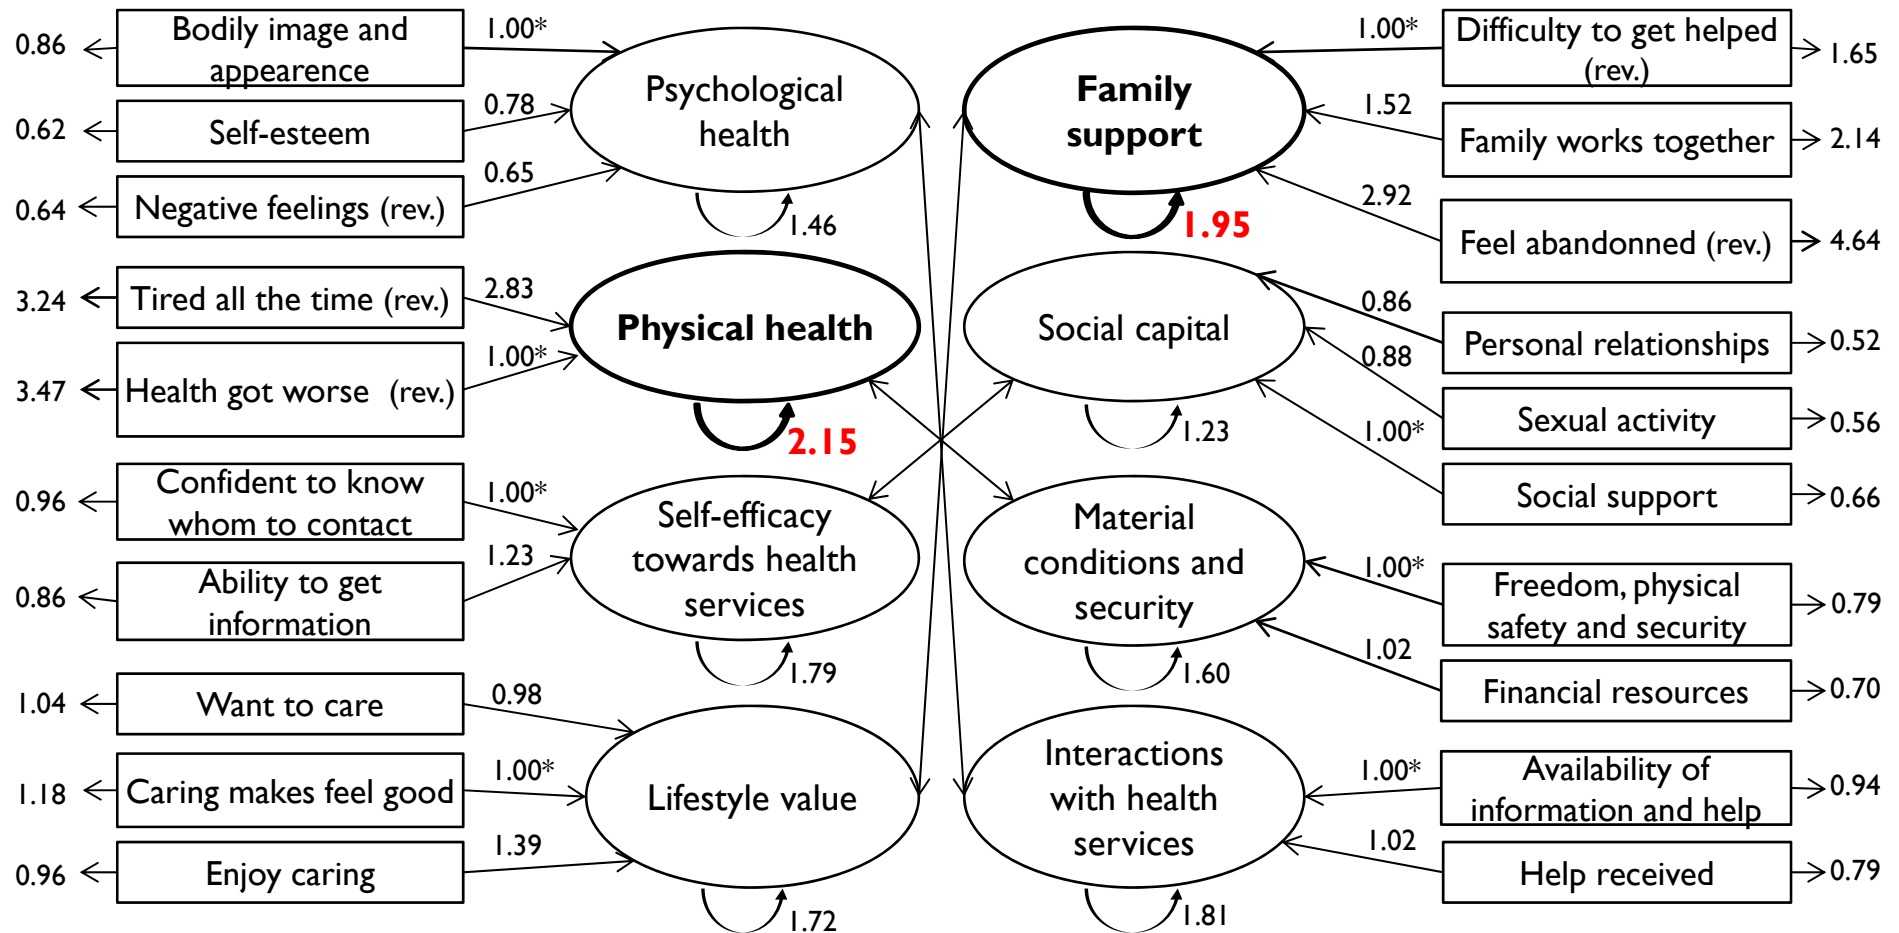 Bodily image and
appearence
0.86
1.00*
Self-esteem
0.62
0.78
Negative feelings (rev.)
0.64
0.65
Psychological
health
1.46
Tired all the time (rev.)
3.24
2.83
Health got worse (rev.)
3.47
1.00*
Physical health
2.15
Confident to know
whom to contact
0.96
1.00*
Ability to get
information
0.86
1.23
Self-efficacy
towards health
services
1.79
Want to care
1.04
0.98
Caring makes feel good
1.18
1.00*
Enjoy caring
0.96
1.39
Lifestyle value
1.72
Family
support
1.95
1.00*
Difficulty to get helped
(rev.)
1.65
1.52
Family works together
2.14
2.92
Feel abandonned (rev.)
4.64
Social capital
1.23
0.86
Personal relationships
0.52
0.88
Sexual activity
0.56
1.00*
Social support
0.66
Material
conditions and
security
1.60
1.00*
Freedom, physical
safety and security
0.79
1.02
Financial resources
0.70
Interactions
with health
services
1.81
1.00*
Availability of
information and help
0.94
1.02
Help received
0.79